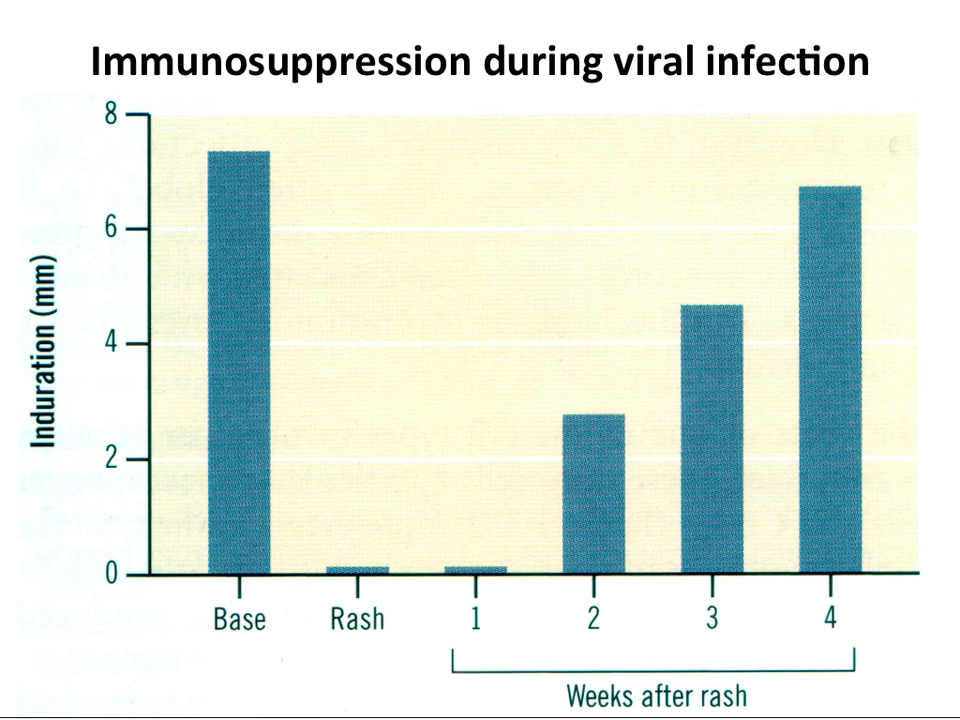 Immunosuppression during viral infection
8
6
4
2
0
Induration (mm)
Base Rash 1 2 3 4
Weeks after rash